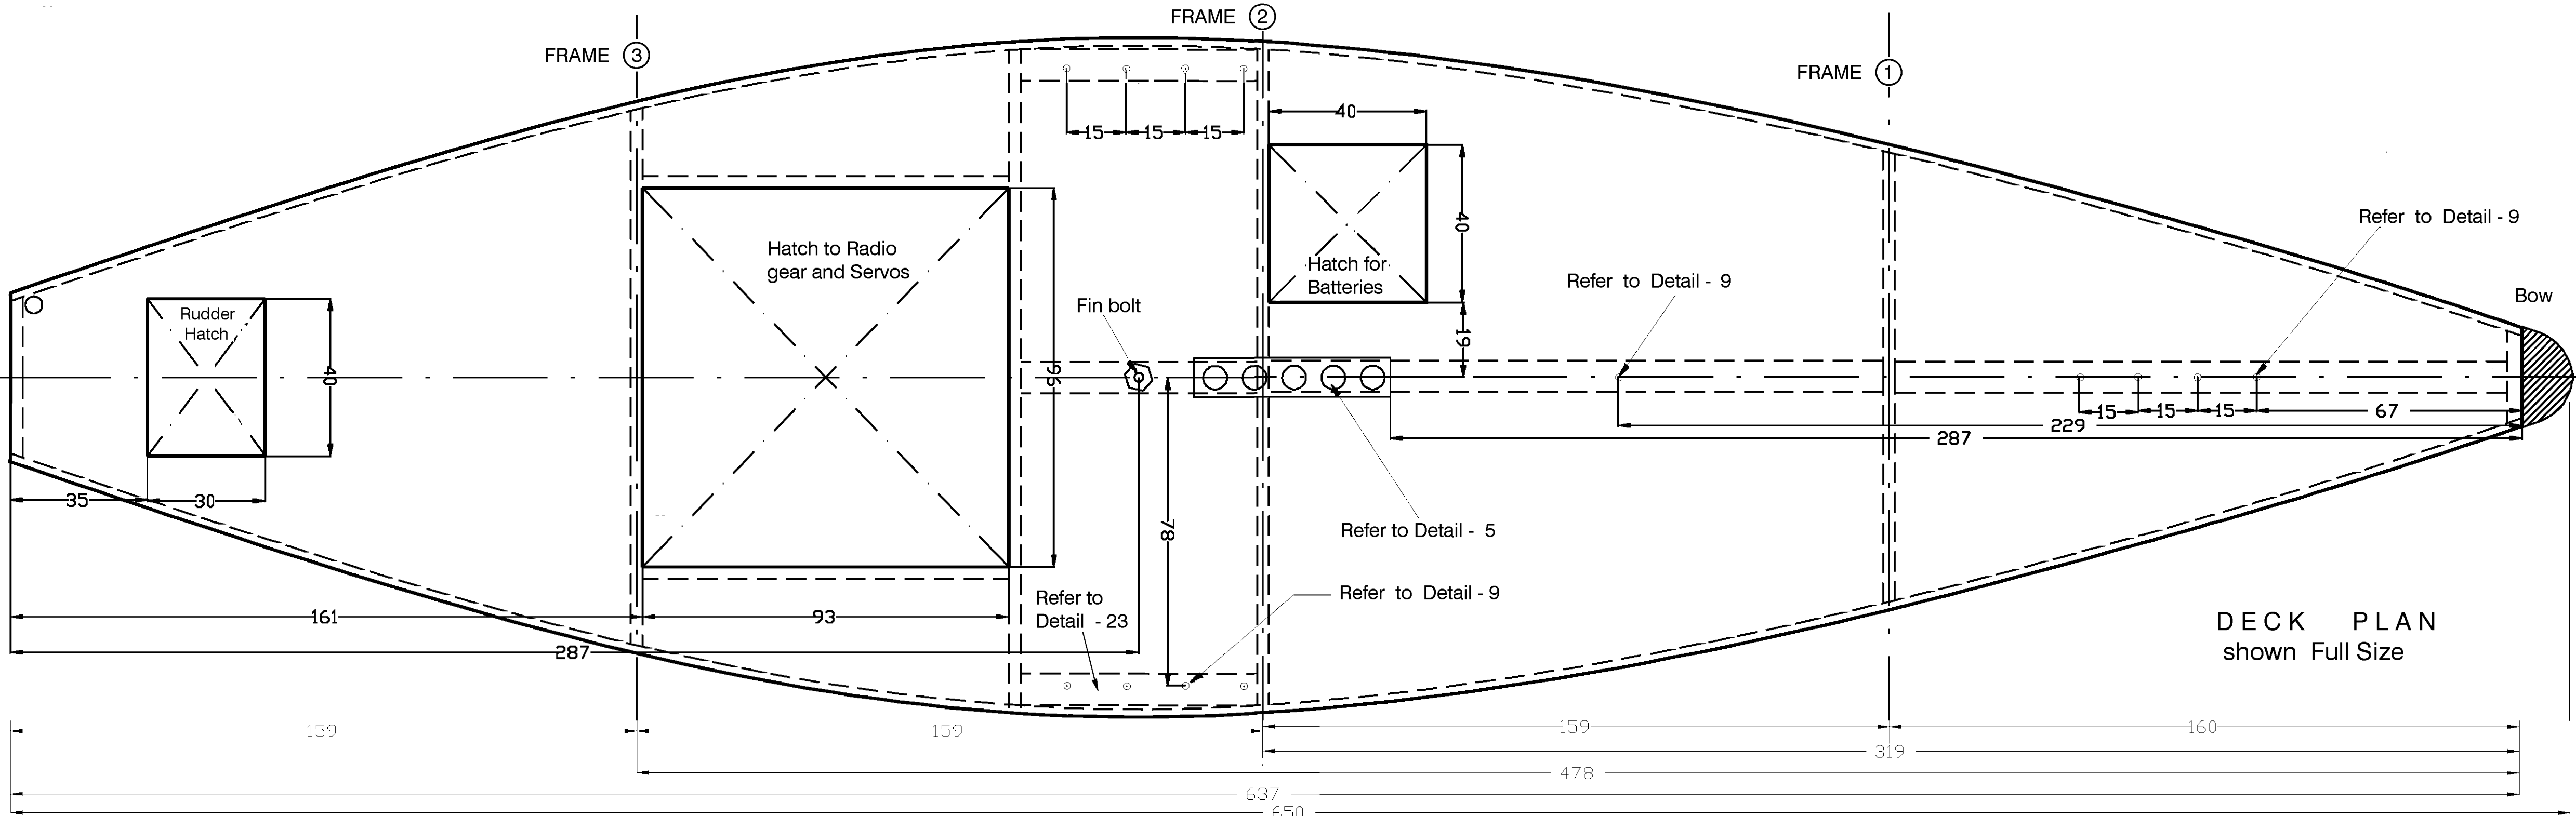 FRAME 2
FRAME 3
FRAME 1
15 15 15
40
40
Refer to Detail - 9
Hatch to Radio
gear and Servos
Hatch for
Batteries
Refer to Detail - 9
Bow
Fin bolt
Rudder
Hatch
19
40
96
15 15 15 67
229
287
35 30
78
Refer to Detail - 5
Refer to Detail - 9
Refer to
Detail - 23
161 93
287
DECK PLAN
shown Full Size
159 159 159 160
319
478
637
650